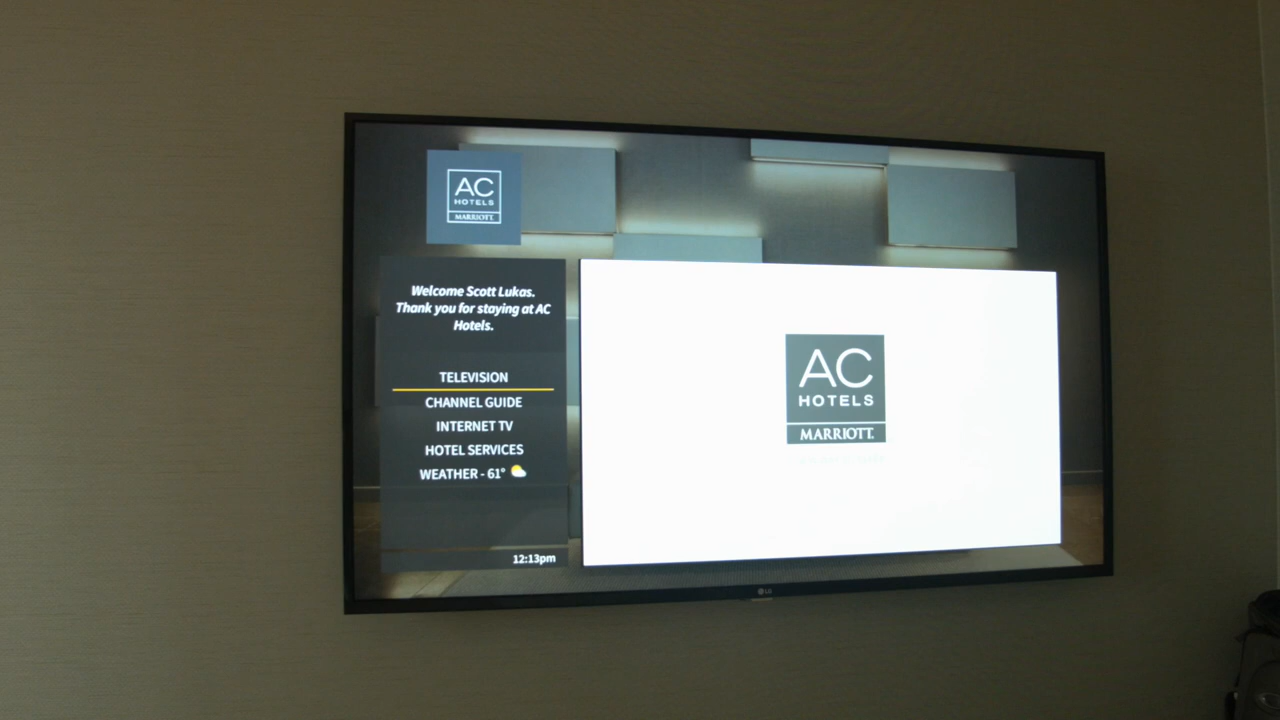 AC
HOTELS
MARRIOTT.
Welcome Scott Lukas.
Thank you for staying at AC
Hotels.
TELEVISION
CHANNEL GUIDE
INTERNET TV
HOTEL SERVICES
WEATHER - 61°
12:13pm
AC
HOTELS
MARRIOTT.
LG